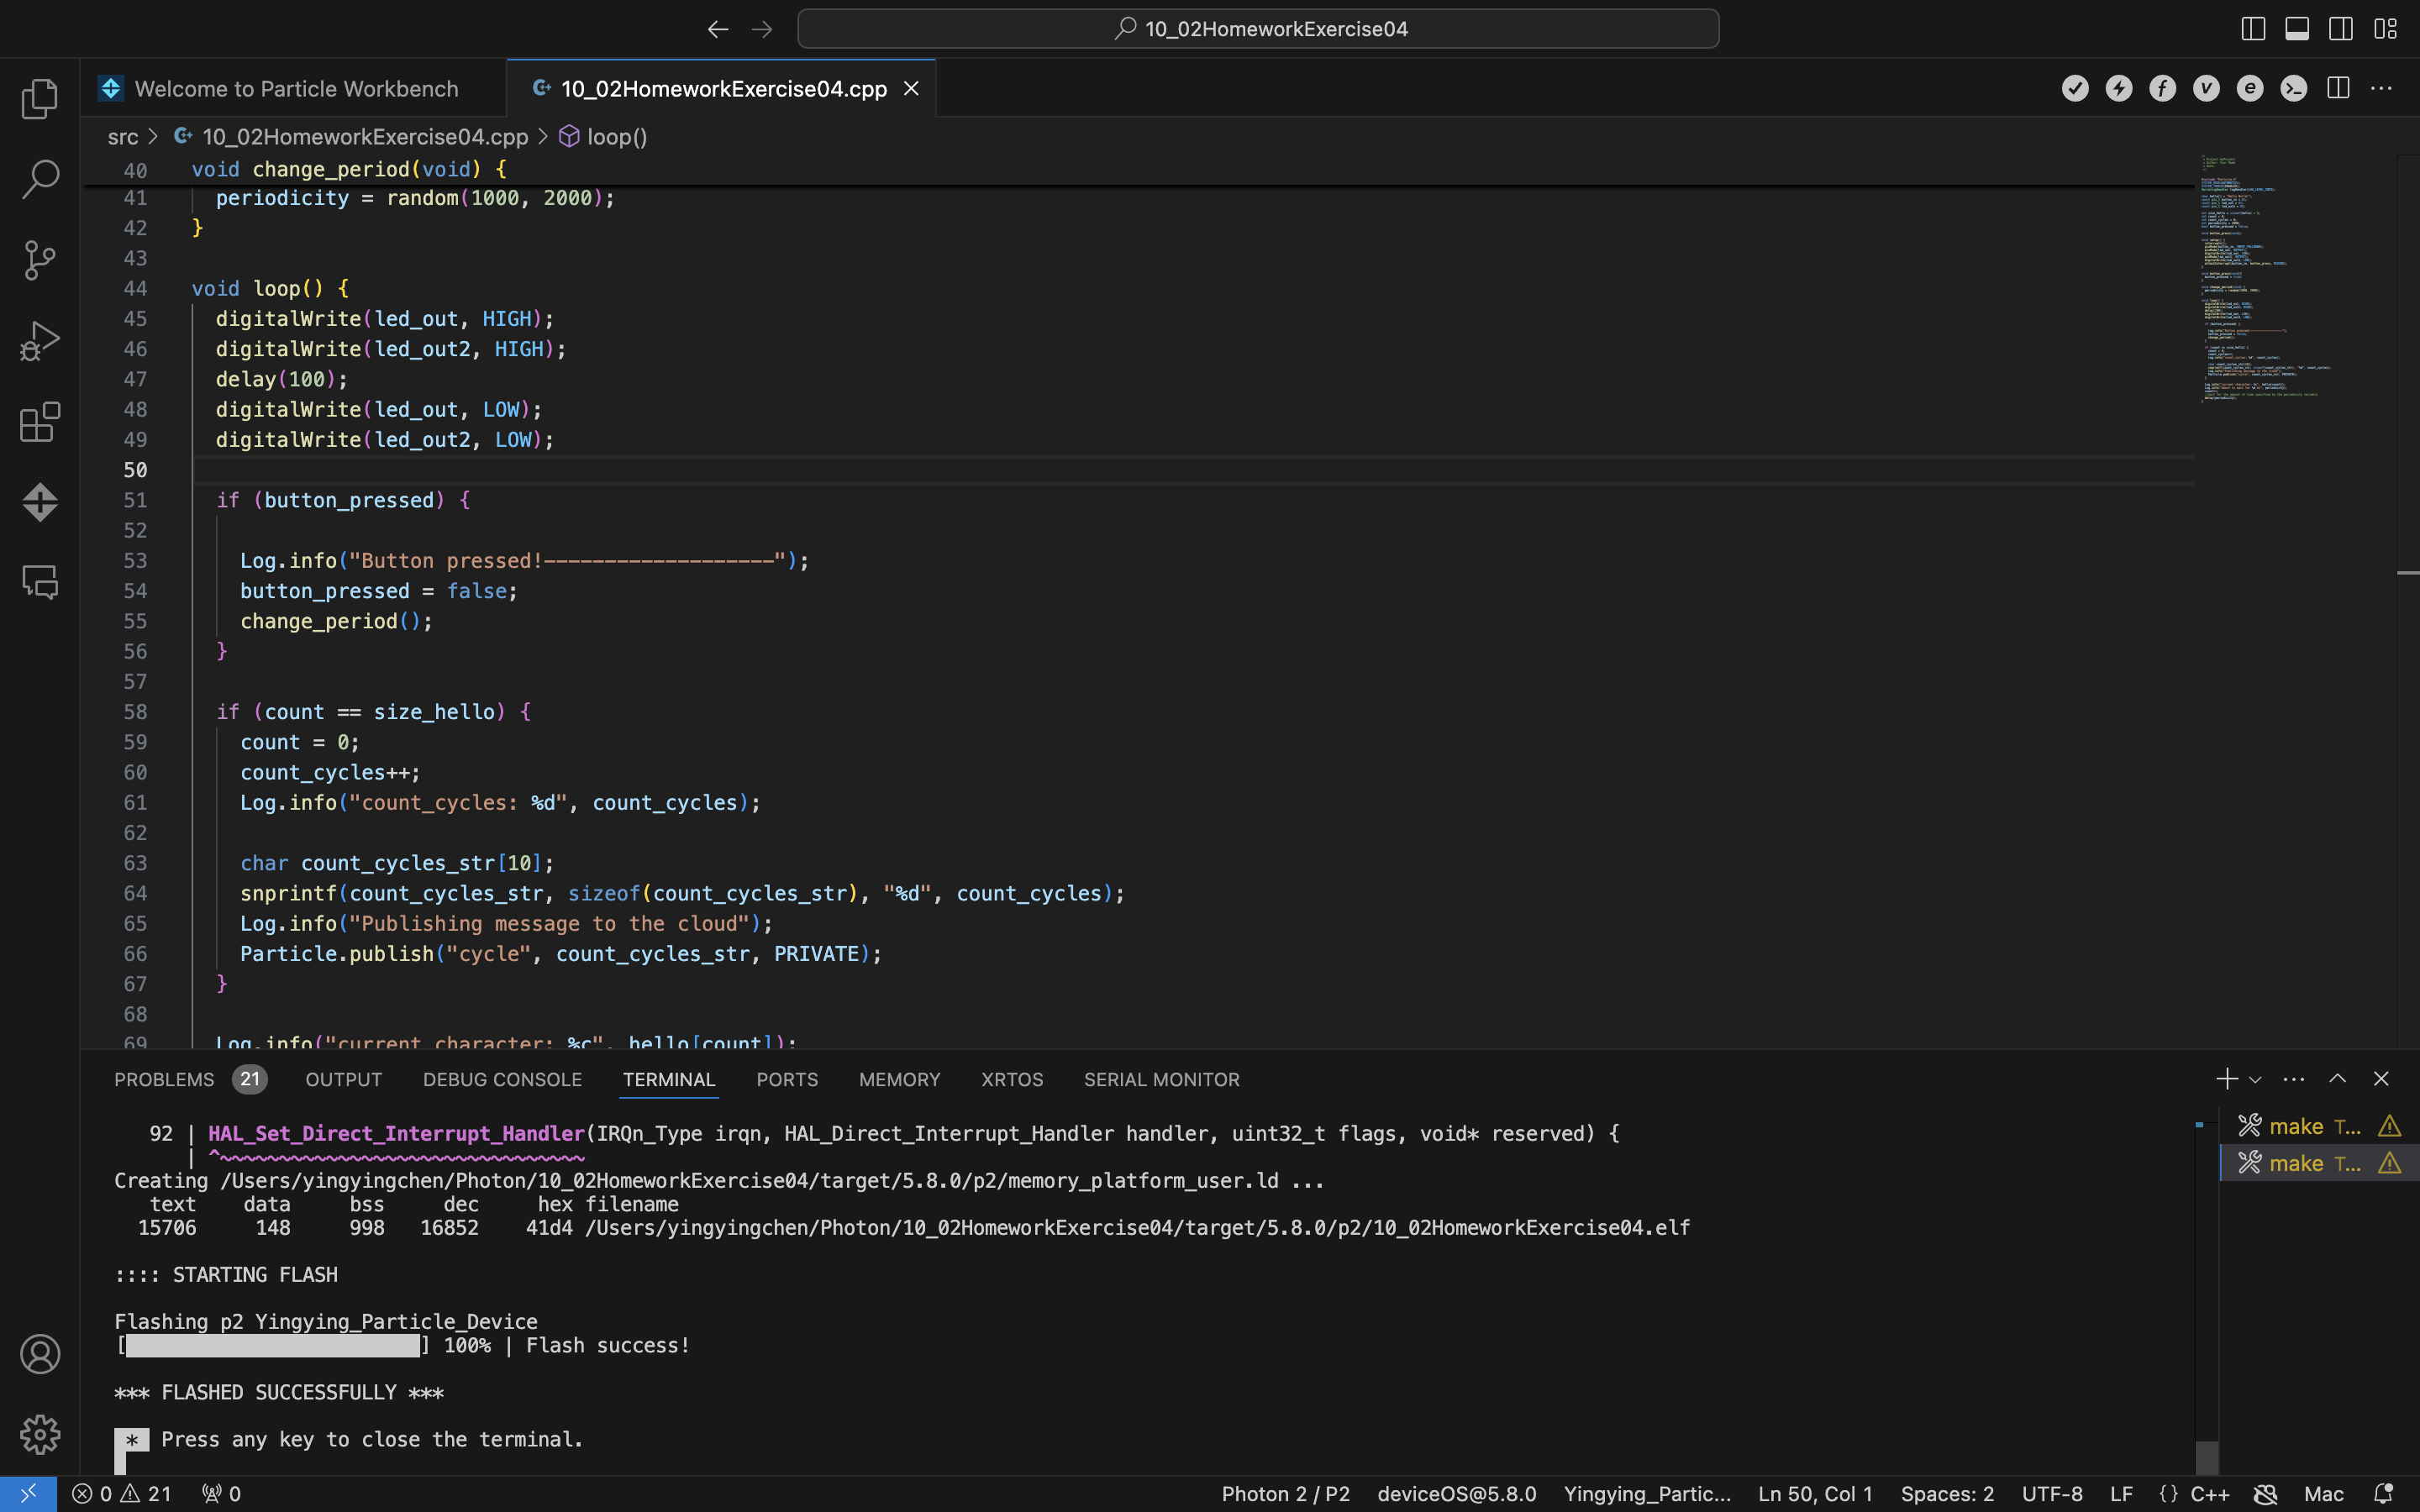 10_02HomeworkExercise04
Welcome to Particle Workbench
10_02HomeworkExercise04.cpp
src > 10_02HomeworkExercise04.cpp > loop()
40 void change_period(void) {
41 periodicity = random(1000, 2000);
42 }
43
44 void loop() {
45 digitalWrite(led_out, HIGH);
46 digitalWrite(led_out2, HIGH);
47 delay(100);
48 digitalWrite(led_out, LOW);
49 digitalWrite(led_out2, LOW);
50
51 if (button_pressed) {
52
53 Log.info("Button pressed!-------------------");
54 button_pressed = false;
55 change_period();
56 }
57
58 if (count == size_hello) {
59 count = 0;
60 count_cycles++;
61 Log.info("count_cycles: %d", count_cycles);
62
63 char count_cycles_str[10];
64 snprintf(count_cycles_str, sizeof(count_cycles_str), "%d", count_cycles);
65 Log.info("Publishing message to the cloud");
66 Particle.publish("cycle", count_cycles_str, PRIVATE);
67 }
68
69 Log.info("current character: %c", hello[count]);
PROBLEMS 21 OUTPUT DEBUG CONSOLE TERMINAL PORTS MEMORY XRTOS SERIAL MONITOR
92 | HAL_Set_Direct_Interrupt_Handler(IRQn_Type irqn, HAL_Direct_Interrupt_Handler handler, uint32_t flags, void* reserved) {
| ^~~~~~~~~~~~~~~~~~~~~~~~~~~~~~~~
Creating /Users/yingyingchen/Photon/10_02HomeworkExercise04/target/5.8.0/p2/memory_platform_user.ld ...
text data bss dec hex filename
15706 148 998 16852 41d4 /Users/yingyingchen/Photon/10_02HomeworkExercise04/target/5.8.0/p2/10_02HomeworkExercise04.elf
:::: STARTING FLASH
Flashing p2 Yingying_Particle_Device
[ ] 100% | Flash success!
*** FLASHED SUCCESSFULLY ***
* Press any key to close the terminal.
make T...
make T...
0 21 0 Photon 2 / P2 deviceOS@5.8.0 Yingying_Partic... Ln 50, Col 1 Spaces: 2 UTF-8 LF {} C++ Mac